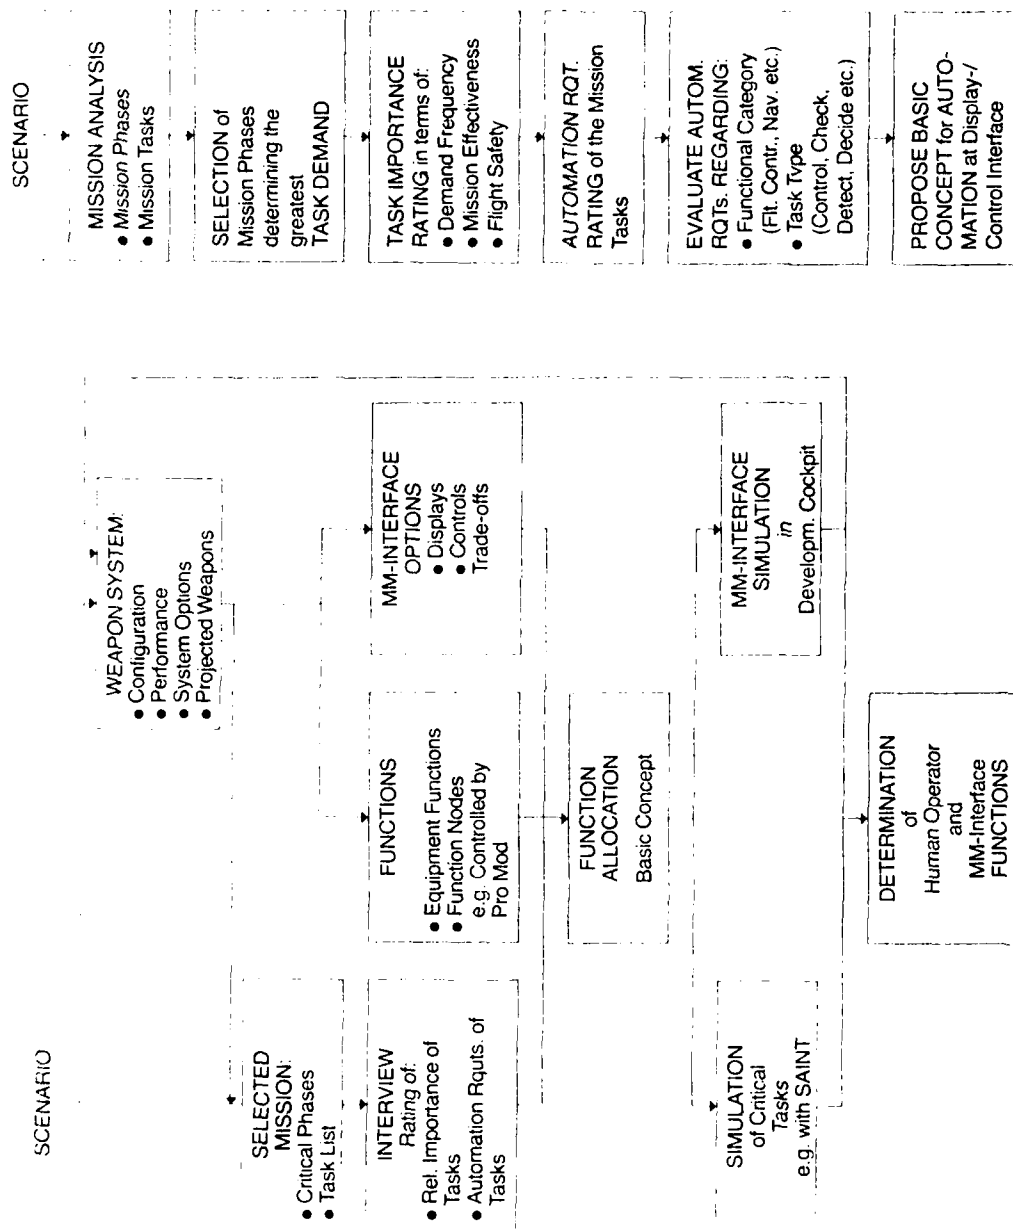 SCENARIO
WEAPON SYSTEM:
● Configuration
● Performance
● System Options
● Projected Weapons
SELECTED
MISSION:
● Critical Phases
● Task List
INTERVIEW
Rating of:
● Rel. Importance of
Tasks
● Automation Rquts. of
Tasks
FUNCTIONS
● Equipment Functions
● Function Nodes
e.g. Controlled by
Pro Mod
MM-INTERFACE
OPTIONS
● Displays
● Controls
Trade-offs
FUNCTION
ALLOCATION
Basic Concept
SIMULATION
of Critical
Tasks
e.g. with SAINT
MM-INTERFACE
SIMULATION
in
Developm. Cockpit
DETERMINATION
of
Human Operator
and
MM-Interface
FUNCTIONS
SCENARIO
MISSION ANALYSIS
● Mission Phases
● Mission Tasks
SELECTION of
Mission Phases
determining the
greatest
TASK DEMAND
TASK IMPORTANCE
RATING in terms of:
● Demand Frequency
● Mission Effectiveness
● Flight Safety
AUTOMATION RQT.
RATING of the Mission
Tasks
EVALUATE AUTOM.
RQTs. REGARDING:
● Functional Category
(Flt. Contr., Nav. etc.)
● Task Type
(Control, Check,
Detect, Decide etc.)
PROPOSE BASIC
CONCEPT for AUTO-
MATION at Display-/
Control Interface